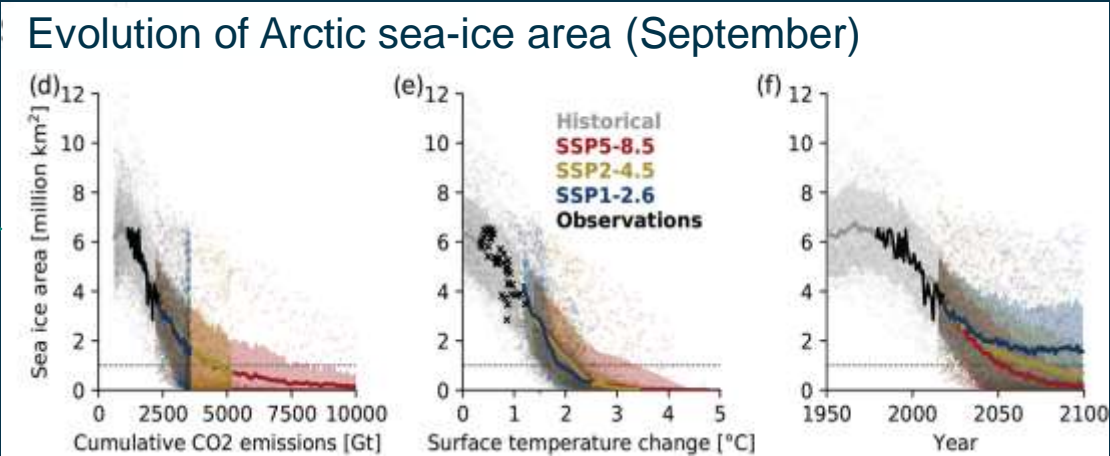 Evolution of Arctic sea-ice area (September)
(d)
12
10
8
6
4
2
0
Sea ice area [million km²]
0 2500 5000 7500 10000
Cumulative CO2 emissions [Gt]
(e)
12
10
8
6
4
2
0
Historical
SSP5-8.5
SSP2-4.5
SSP1-2.6
Observations
0 1 2 3 4 5
Surface temperature change [°C]
(f)
12
10
8
6
4
2
0
1950 2000 2050 2100
Year